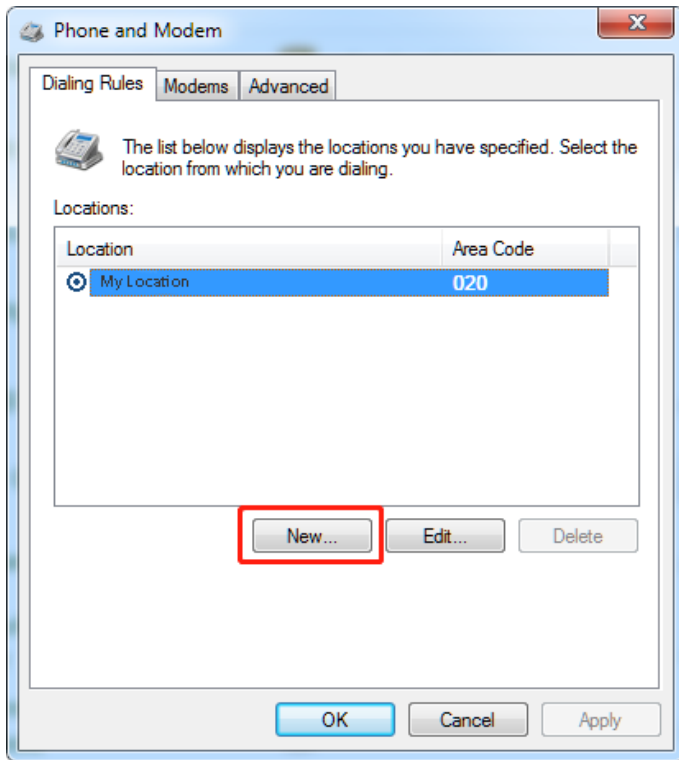 Phone and Modem
Dialing Rules Modems Advanced
The list below displays the locations you have specified. Select the
location from which you are dialing.
Locations:
Location Area Code
My Location 020
New... Edit... Delete
OK Cancel Apply